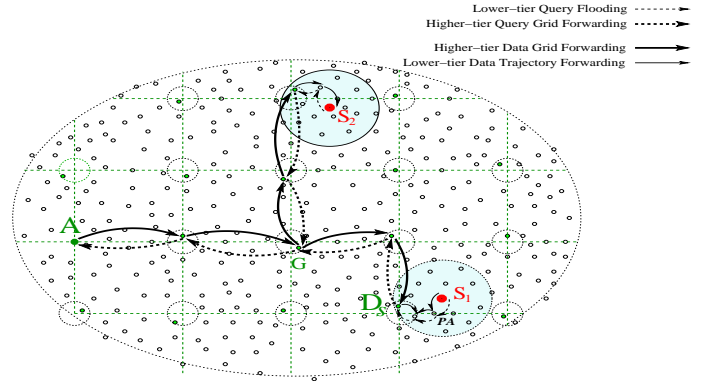 Lower-tier Query Flooding
Higher-tier Query Grid Forwarding
Higher-tier Data Grid Forwarding
Lower-tier Data Trajectory Forwarding
S2
A
G
S1
DS
PA